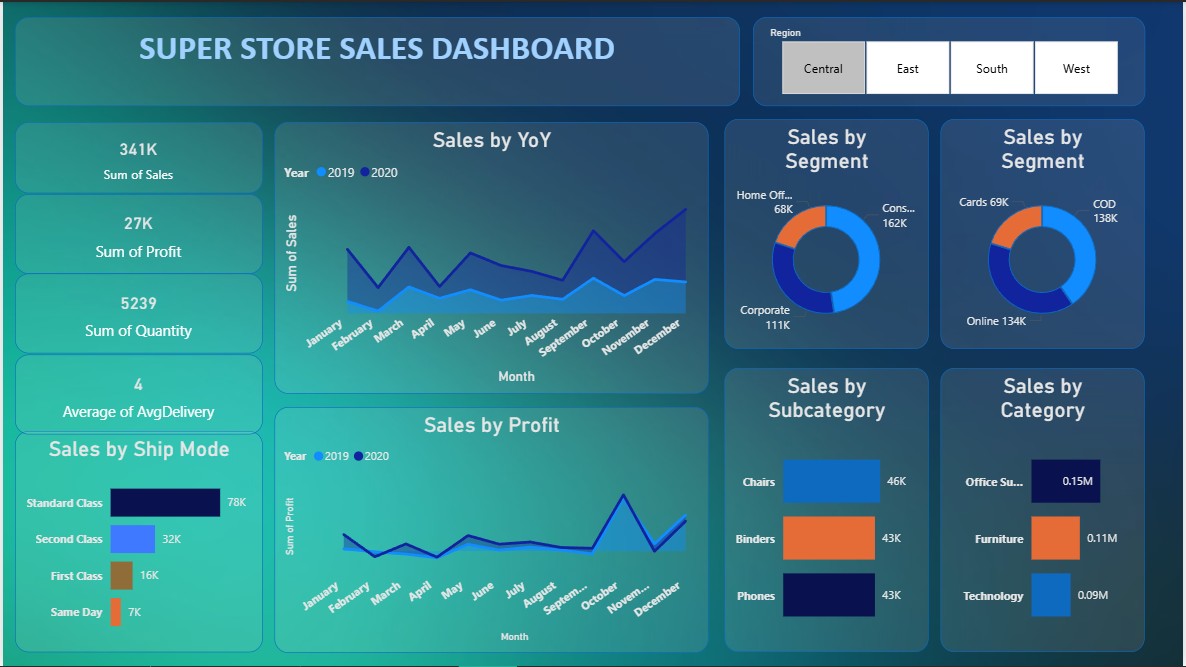 SUPER STORE SALES DASHBOARD
Region
Central
East
South
West
341K
Sum of Sales
27K
Sum of Profit
5239
Sum of Quantity
4
Average of AvgDelivery
Sales by Ship Mode
Standard Class 78K
Second Class 32K
First Class 16K
Same Day 7K
Sales by YoY
Year 2019 2020
Sum of Sales
January
February
March
April
May
June
July
August
September
October
November
December
Month
Sales by Profit
Year 2019 2020
Sum of Profit
January
February
March
April
May
June
July
August
Septem...
October
Novem...
December
Month
Sales by
Segment
Home Off...
68K
Cons...
162K
Corporate
111K
Sales by
Segment
Cards 69K
COD
138K
Online 134K
Sales by
Subcategory
Chairs 46K
Binders 43K
Phones 43K
Sales by
Category
Office Su... 0.15M
Furniture 0.11M
Technology 0.09M